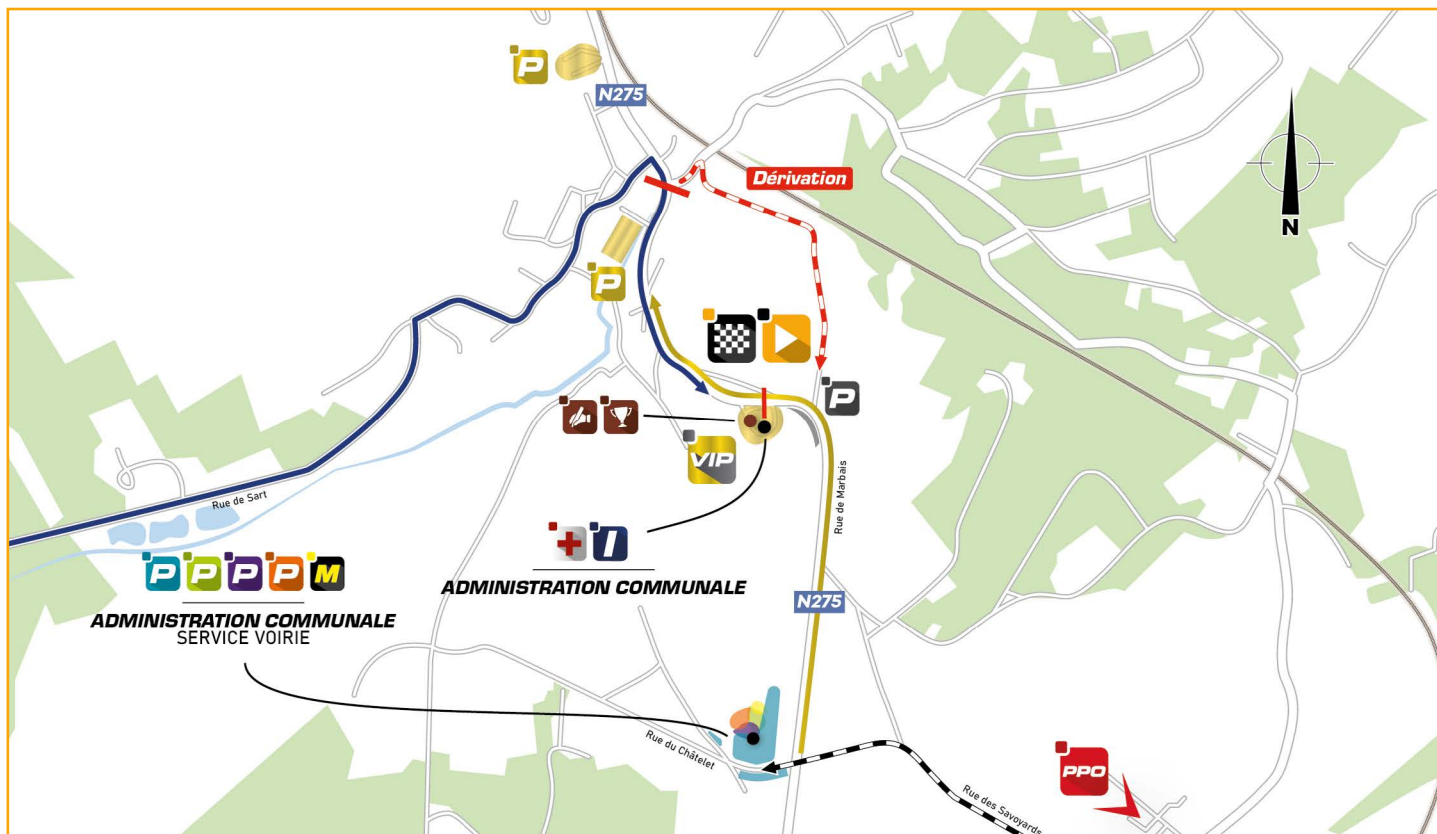 P
N275
Dérivation
N
P
P
VIP
Rue de Marbais
Rue de Sart
I
ADMINISTRATION COMMUNALE
P P P P M
ADMINISTRATION COMMUNALE
SERVICE VOIRIE
N275
Rue du Châtelet
PPO
Rue des Savoyards